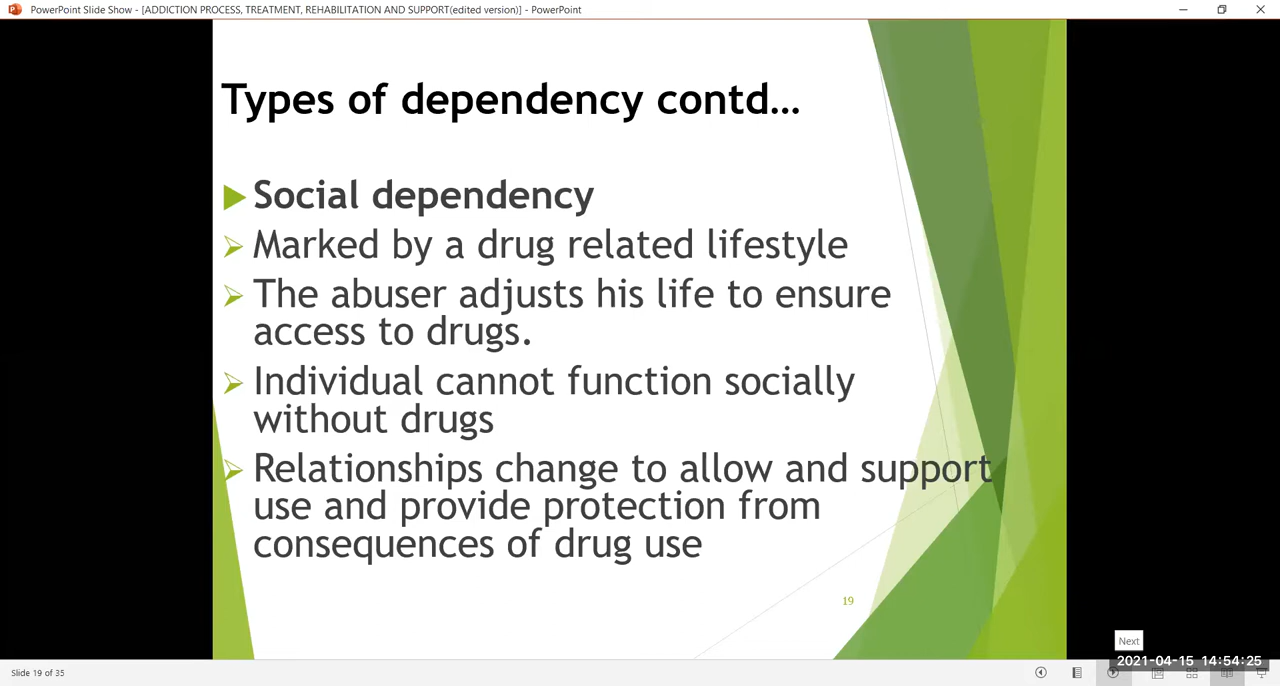 PowerPoint Slide Show - [ADDICTION PROCESS, TREATMENT, REHABILITATION AND SUPPORT(edited version)] - PowerPoint
Types of dependency contd...
Social dependency
Marked by a drug related lifestyle
The abuser adjusts his life to ensure
access to drugs.
Individual cannot function socially
without drugs
Relationships change to allow and support
use and provide protection from
consequences of drug use
19
Next
2021-04-15 14:54:25
Slide 19 of 35